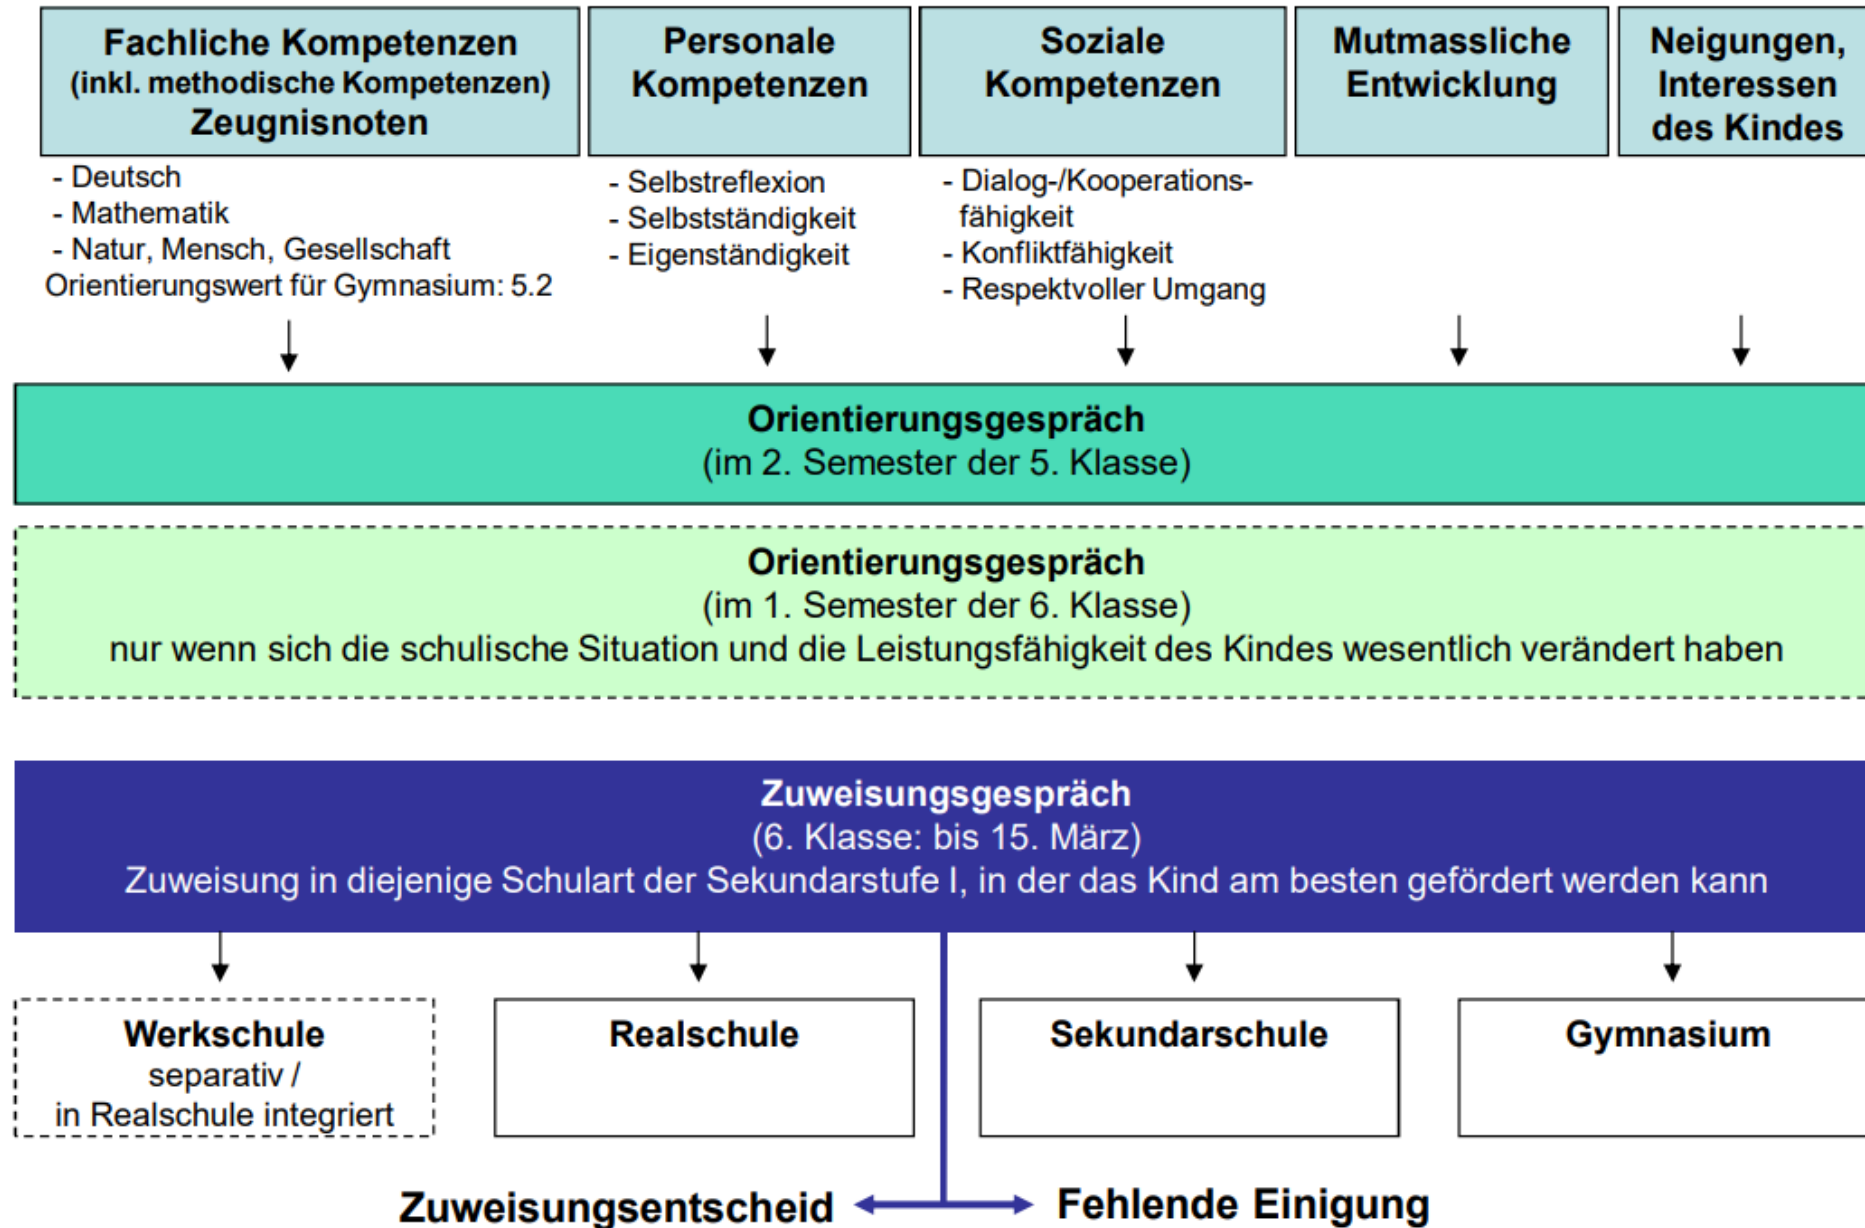 Fachliche Kompetenzen
(inkl. methodische Kompetenzen)
Zeugnisnoten
Personale
Kompetenzen
Soziale
Kompetenzen
Mutmassliche
Entwicklung
Neigungen,
Interessen
des Kindes
- Deutsch
- Mathematik
- Natur, Mensch, Gesellschaft
Orientierungswert für Gymnasium: 5.2
- Selbstreflexion
- Selbstständigkeit
- Eigenständigkeit
- Dialog-/Kooperations-
fähigkeit
- Konfliktfähigkeit
- Respektvoller Umgang
Orientierungsgespräch
(im 2. Semester der 5. Klasse)
Orientierungsgespräch
(im 1. Semester der 6. Klasse)
nur wenn sich die schulische Situation und die Leistungsfähigkeit des Kindes wesentlich verändert haben
Zuweisungsgespräch
(6. Klasse: bis 15. März)
Zuweisung in diejenige Schulart der Sekundarstufe I, in der das Kind am besten gefördert werden kann
Werkschule
separativ /
in Realschule integriert
Realschule
Sekundarschule
Gymnasium
Zuweisungsentscheid
Fehlende Einigung